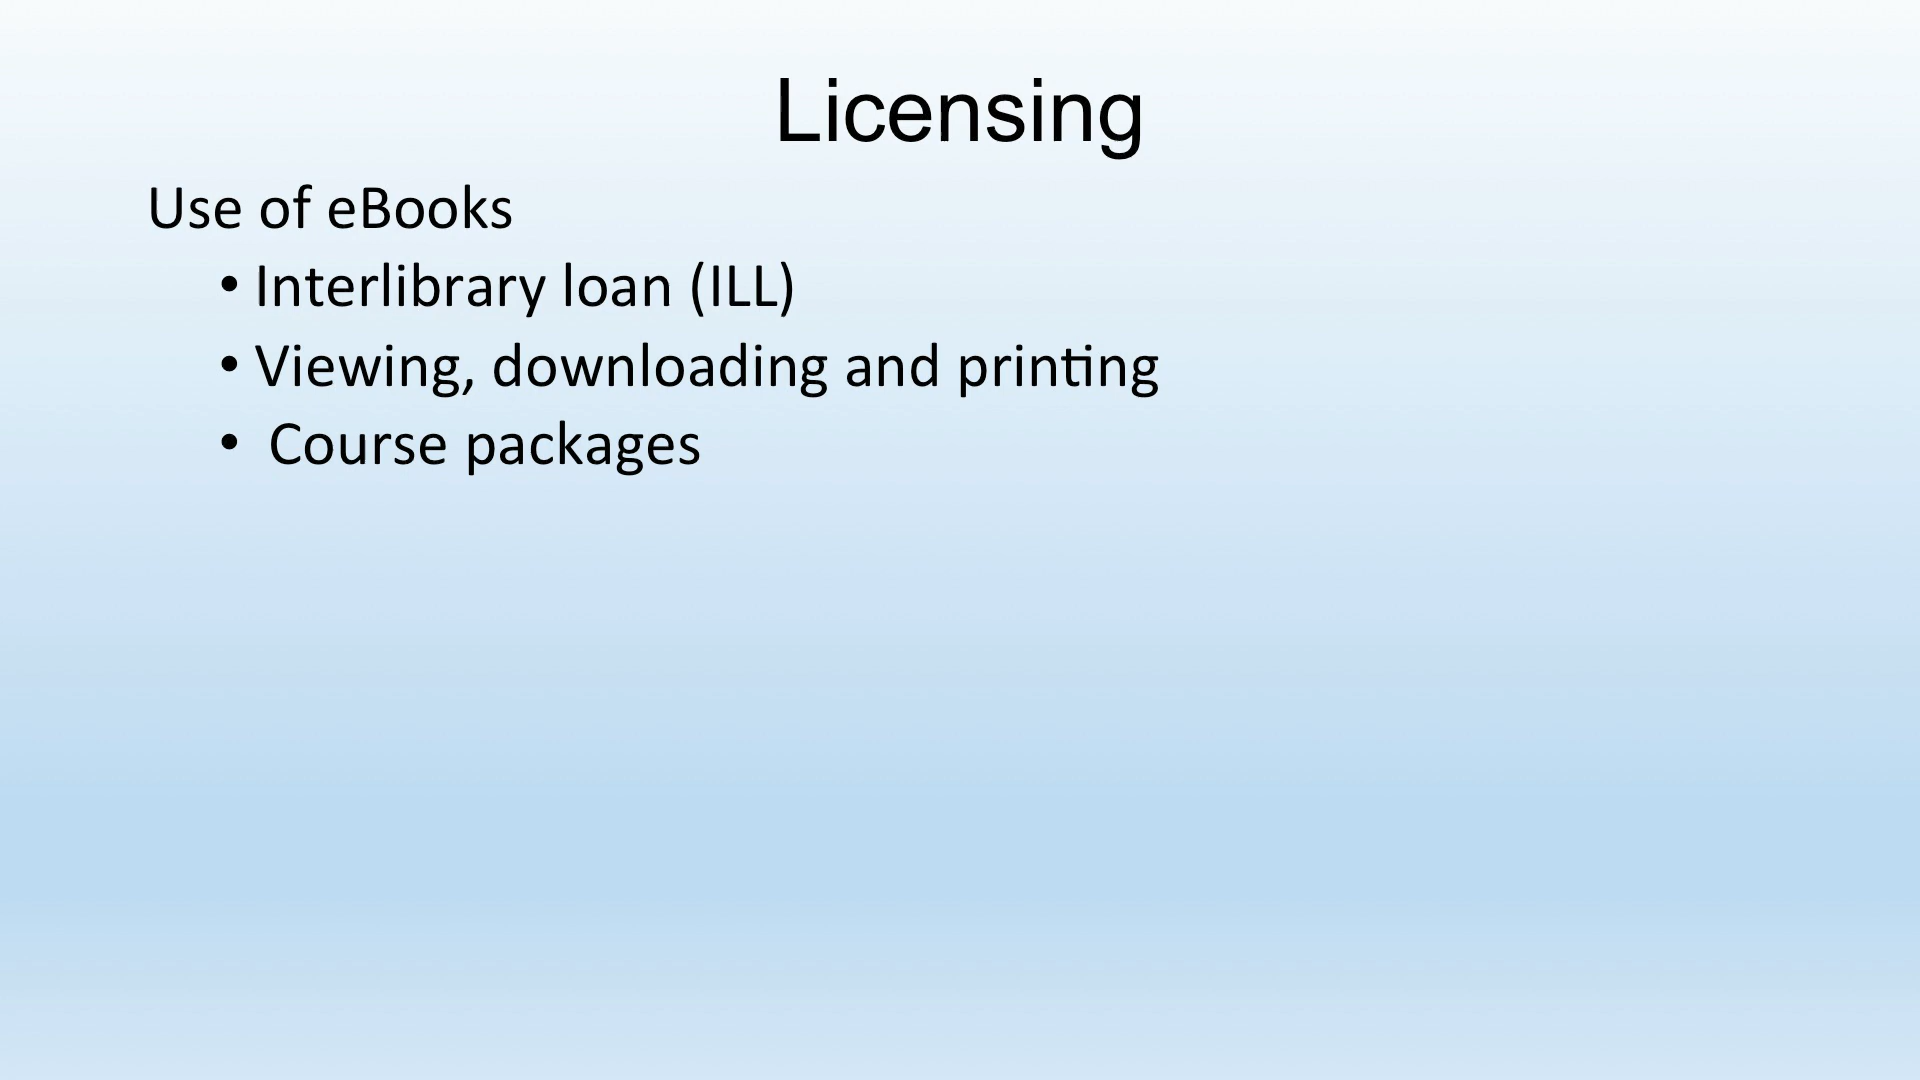 Licensing
Use of eBooks
• Interlibrary loan (ILL)
• Viewing, downloading and printing
• Course packages